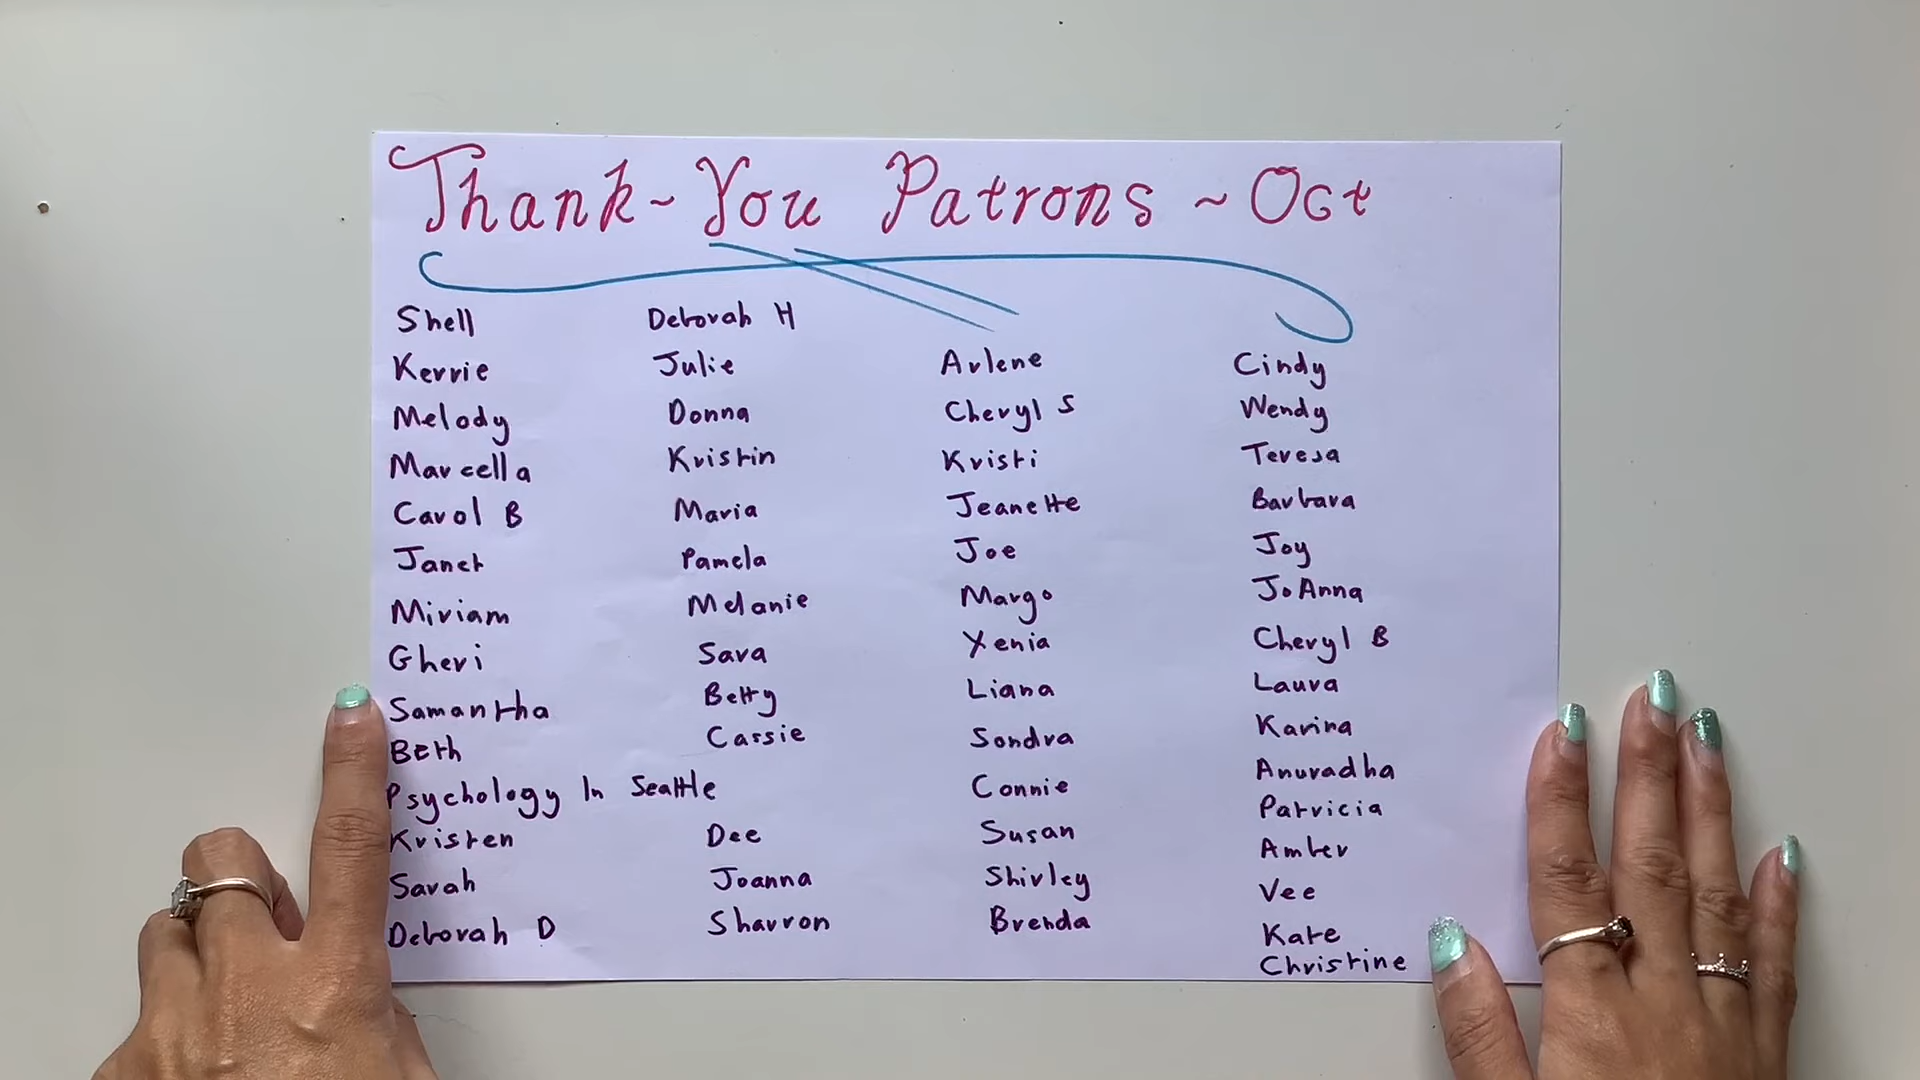 Thank-You Patrons ~ Oct
Shell
Kerrie
Melody
Marcella
Carol B
Janet
Miriam
Gheri
Samantha
Beth
Psychology In Seattle
Kristen
Sarah
Deborah D
Deborah H
Julie
Donna
Kristin
Maria
Pamela
Melanie
Sara
Betty
Cassie
Dee
Joanna
Sharron
Arlene
Cheryl S
Kristi
Jeanette
Joe
Margo
Xenia
Liana
Sondra
Connie
Susan
Shirley
Brenda
Cindy
Wendy
Teresa
Barbara
Joy
JoAnna
Cheryl B
Laura
Karina
Anuradha
Patricia
Amber
Vee
Kate
Christine